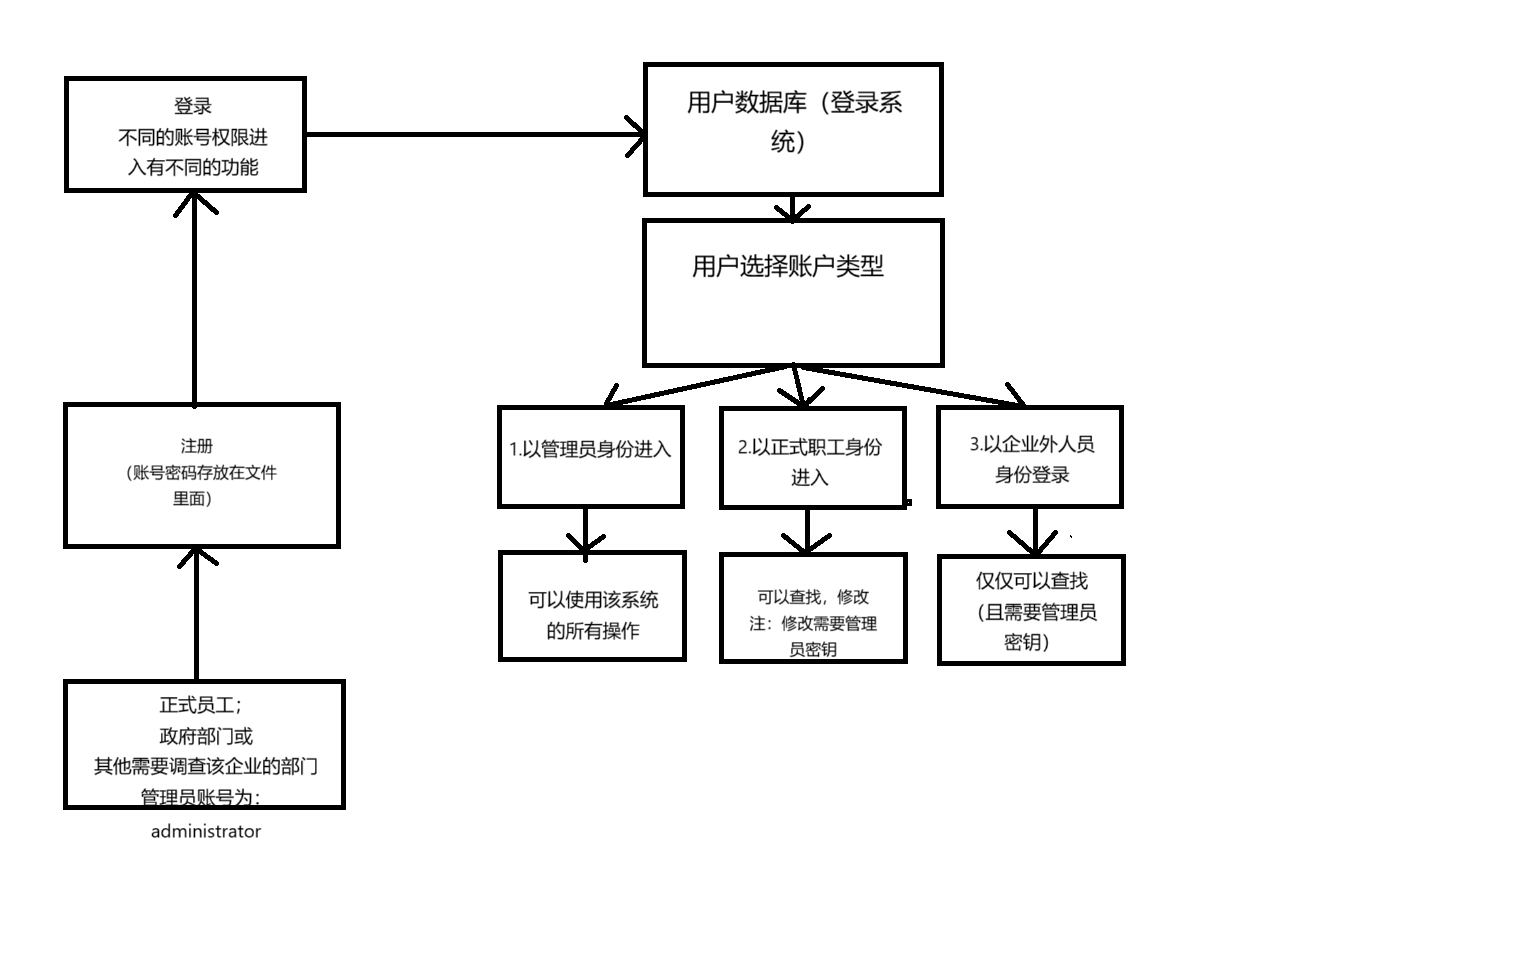 登录
不同的账号权限进
入有不同的功能
用户数据库（登录系
统）
用户选择账户类型
注册
（账号密码存放在文件
里面）
1.以管理员身份进入
2.以正式职工身份
进入
3.以企业外人员
身份登录
可以使用该系统
的所有操作
可以查找，修改
注：修改需要管理
员密钥
仅仅可以查找
（且需要管理员
密钥）
正式员工；
政府部门或
其他需要调查该企业的部门
管理员账号为：
administrator